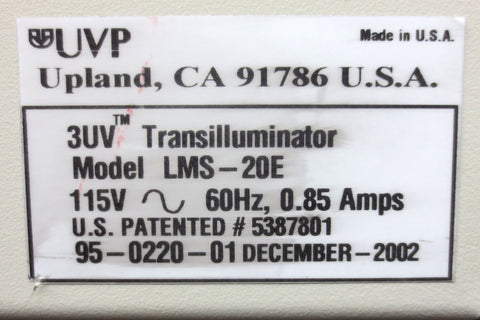 UVP
Made in U.S.A.
Upland, CA 91786 U.S.A.
3UV™ Transilluminator
Model LMS-20E
115V ∿ 60Hz, 0.85 Amps
U.S. PATENTED # 5387801
95-0220-01 DECEMBER-2002